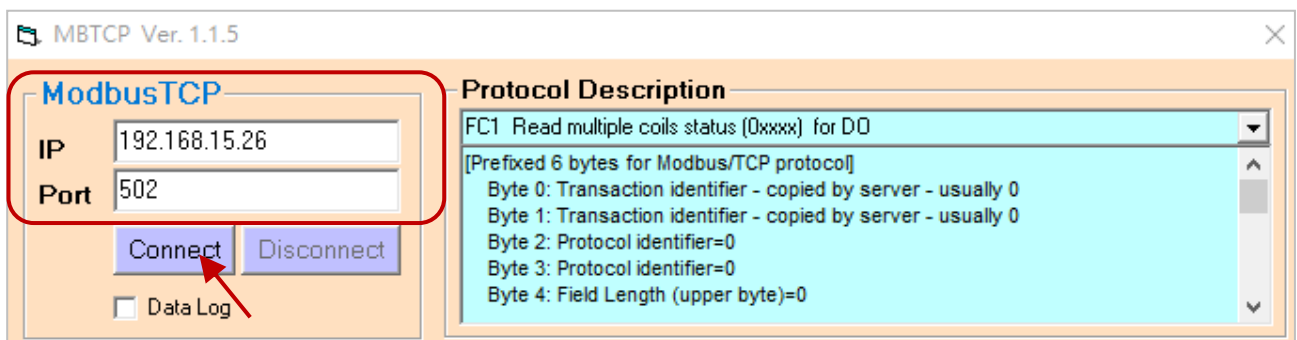 MBTCP Ver. 1.1.5
ModbusTCP
IP
192.168.15.26
Port
502
Connect
Disconnect
Data Log
Protocol Description
FC1 Read multiple coils status (0xxxx) for DO
[Prefixed 6 bytes for Modbus/TCP protocol]
Byte 0: Transaction identifier - copied by server - usually 0
Byte 1: Transaction identifier - copied by server - usually 0
Byte 2: Protocol identifier=0
Byte 3: Protocol identifier=0
Byte 4: Field Length (upper byte)=0